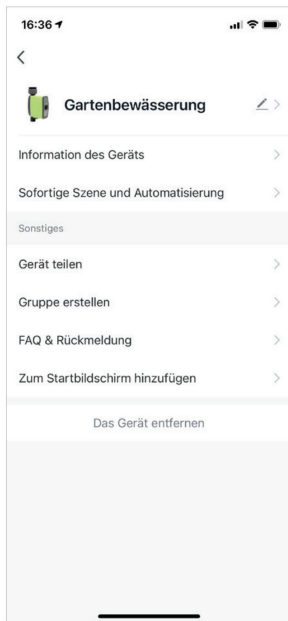 16:36
Gartenbewässerung
Information des Geräts
Sofortige Szene und Automatisierung
Sonstiges
Gerät teilen
Gruppe erstellen
FAQ & Rückmeldung
Zum Startbildschirm hinzufügen
Das Gerät entfernen